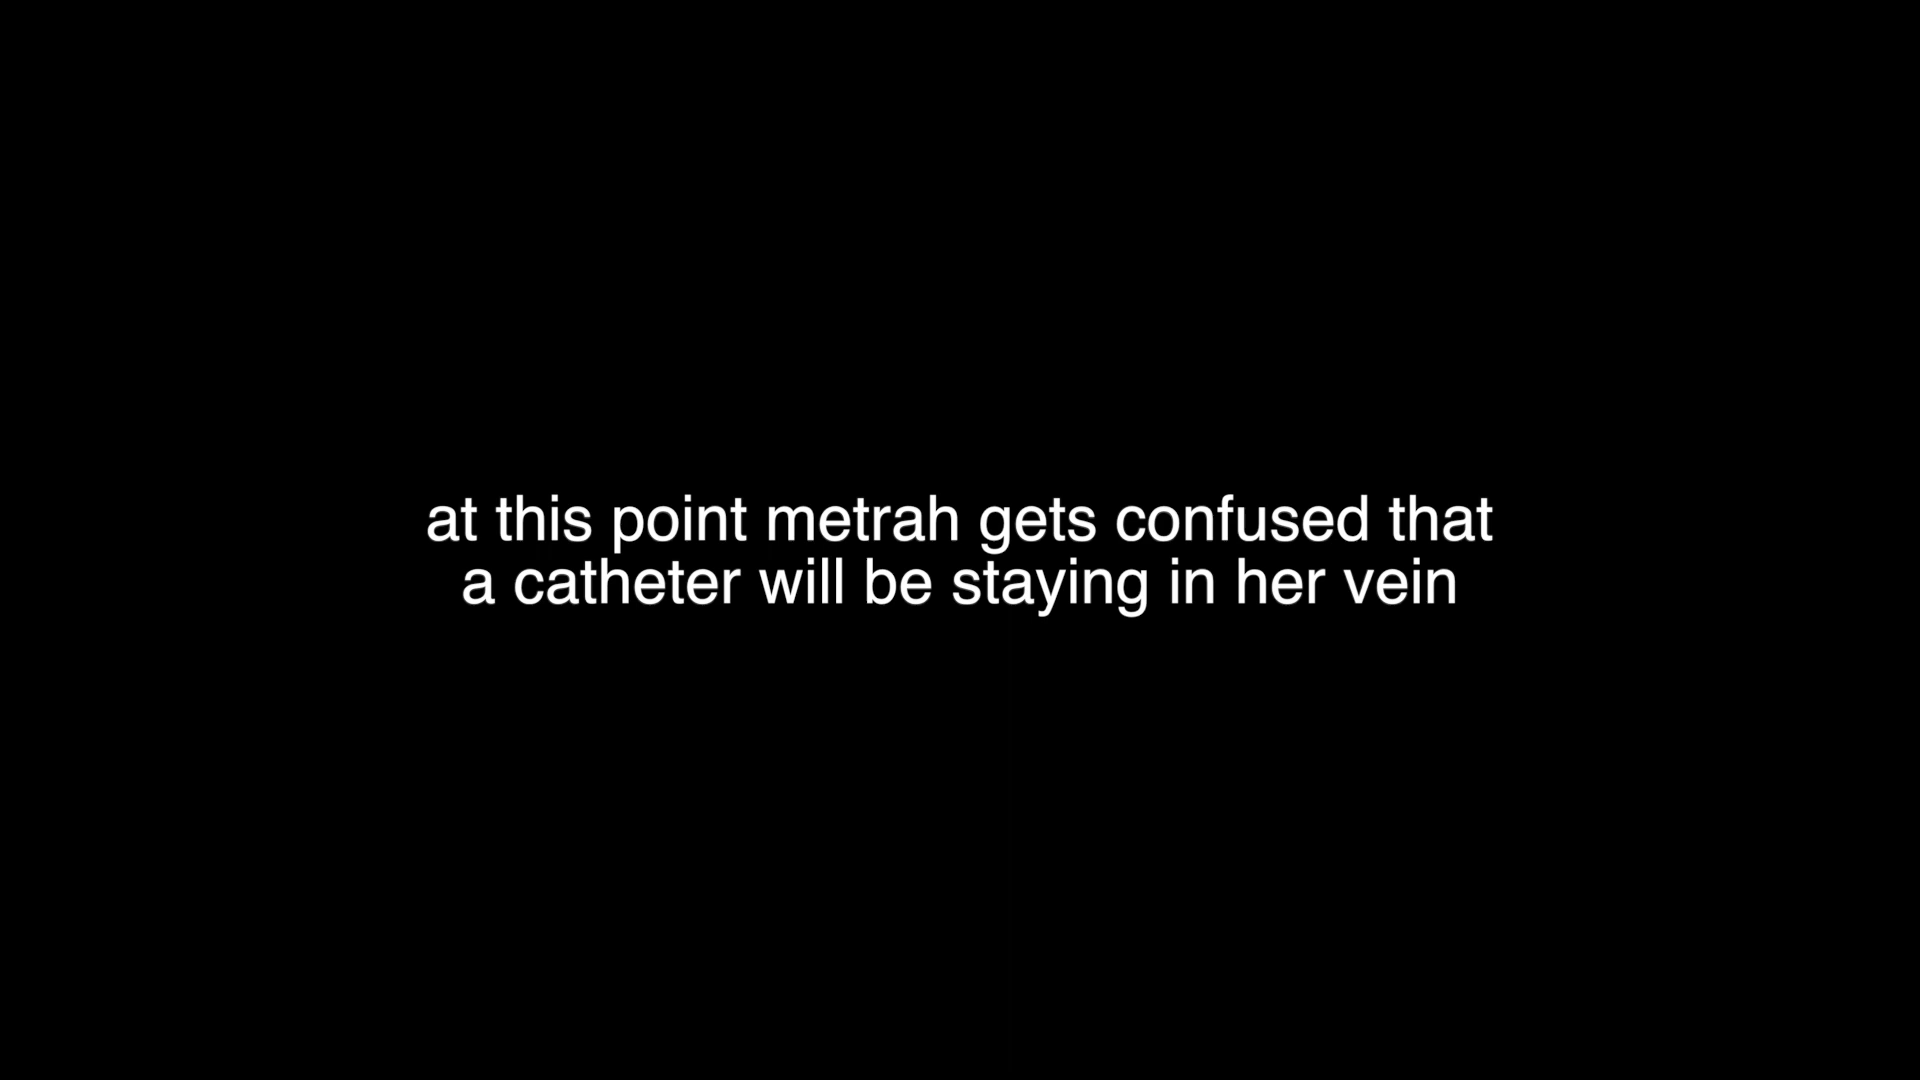 at this point metrah gets confused that
a catheter will be staying in her vein